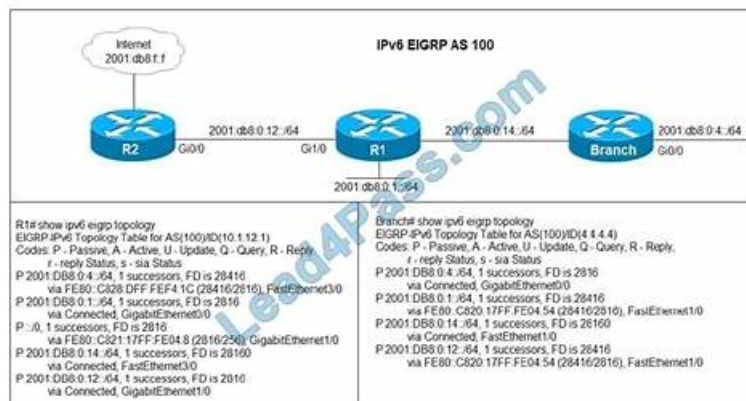 Internet
2001:db8:f::f
IPv6 EIGRP AS 100
2001:db8:0:12::/64
2001:db8:0:14::/64
2001:db8:0:4::/64
R2
Gi0/0
Gi1/0
R1
Branch
Gi0/0
2001:db8:0:1::/64
R1# show ipv6 eigrp topology
EIGRP-IPv6 Topology Table for AS(100)/ID(10.1.12.1)
Codes: P - Passive, A - Active, U - Update, Q - Query, R - Reply,
r - reply Status, s - sia Status
P 2001:DB8:0:4::/64, 1 successors, FD is 28416
via FE80::C828:DFF:FEF4:1C (28416/2816), FastEthernet3/0
P 2001:DB8:0:1::/64, 1 successors, FD is 2816
via Connected, GigabitEthernet0/0
P ::/0, 1 successors, FD is 2816
via FE80::C821:17FF:FE04:8 (2816/256), GigabitEthernet1/0
P 2001:DB8:0:14::/64, 1 successors, FD is 28160
via Connected, FastEthernet3/0
P 2001:DB8:0:12::/64, 1 successors, FD is 2816
via Connected, GigabitEthernet1/0
Branch# show ipv6 eigrp topology
EIGRP-IPv6 Topology Table for AS(100)/ID(4.4.4.4)
Codes: P - Passive, A - Active, U - Update, Q - Query, R - Reply,
r - reply Status, s - sia Status
P 2001:DB8:0:4::/64, 1 successors, FD is 2816
via Connected, GigabitEthernet0/0
P 2001:DB8:0:1::/64, 1 successors, FD is 28416
via FE80::C820:17FF:FE04:54 (28416/2816), FastEthernet1/0
P 2001:DB8:0:14::/64, 1 successors, FD is 28160
via Connected, FastEthernet1/0
P 2001:DB8:0:12::/64, 1 successors, FD is 28416
via FE80::C820:17FF:FE04:54 (28416/2816), FastEthernet1/0
Lead4Pass.com